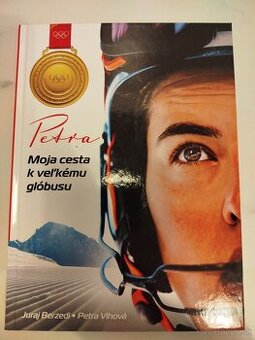 Petra
Moja cesta
k veľkému
glóbusu
Juraj Berzedi • Petra Vlhová